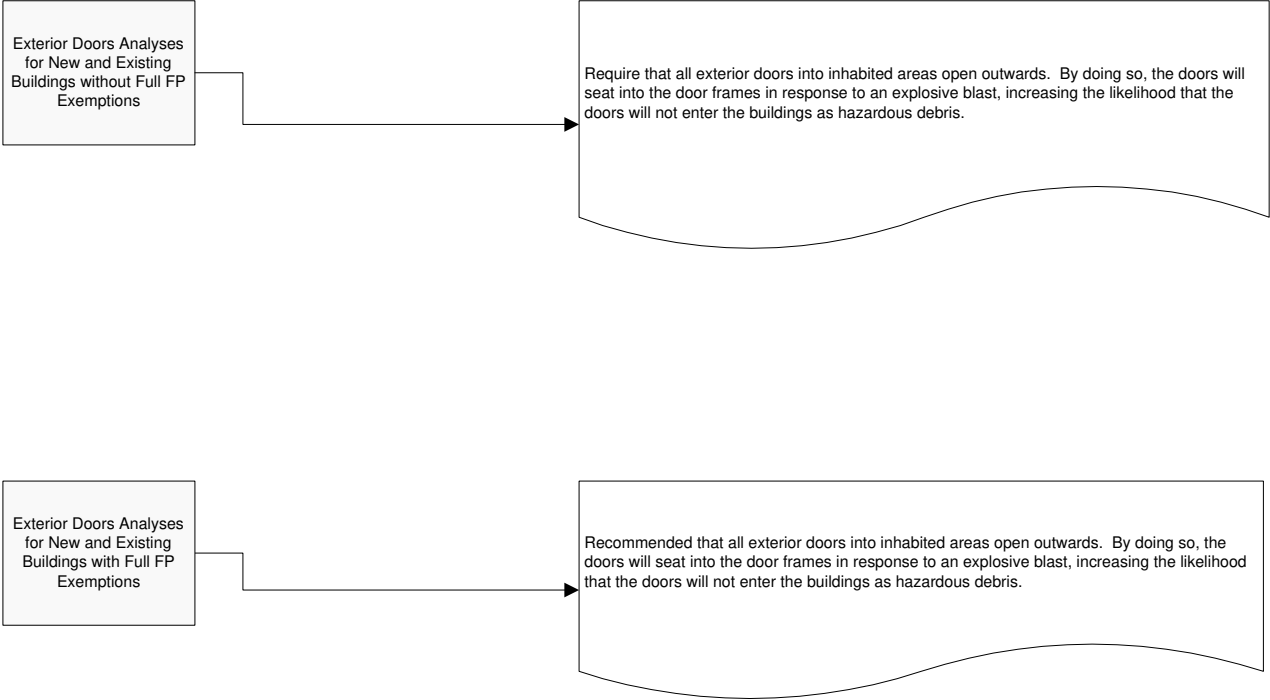 Exterior Doors Analyses
for New and Existing
Buildings without Full FP
Exemptions
Require that all exterior doors into inhabited areas open outwards.  By doing so, the doors will
seat into the door frames in response to an explosive blast, increasing the likelihood that the
doors will not enter the buildings as hazardous debris.
Exterior Doors Analyses
for New and Existing
Buildings with Full FP
Exemptions
Recommended that all exterior doors into inhabited areas open outwards.  By doing so, the
doors will seat into the door frames in response to an explosive blast, increasing the likelihood
that the doors will not enter the buildings as hazardous debris.